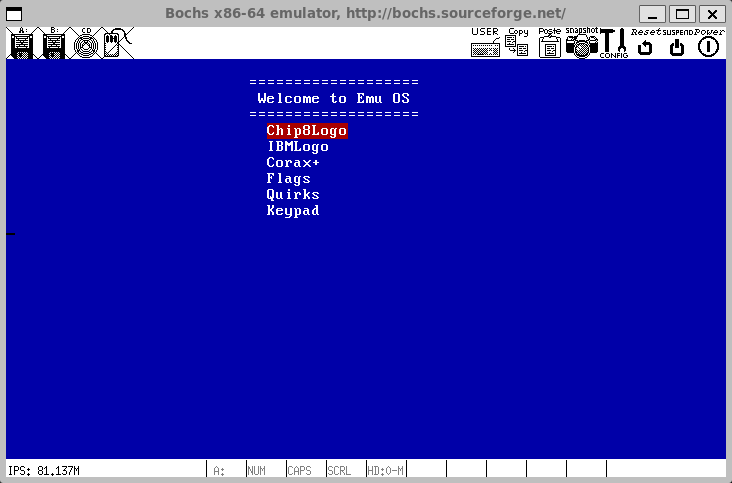 Bochs x86-64 emulator, http://bochs.sourceforge.net/
A: B: CD USER Copy Paste snapshot CONFIG Reset SUSPEND Power
===================
Welcome to Emu OS
===================
Chip8Logo
IBMLogo
Corax+
Flags
Quirks
Keypad
IPS: 81.137M A: NUM CAPS SCRL HD:0-M